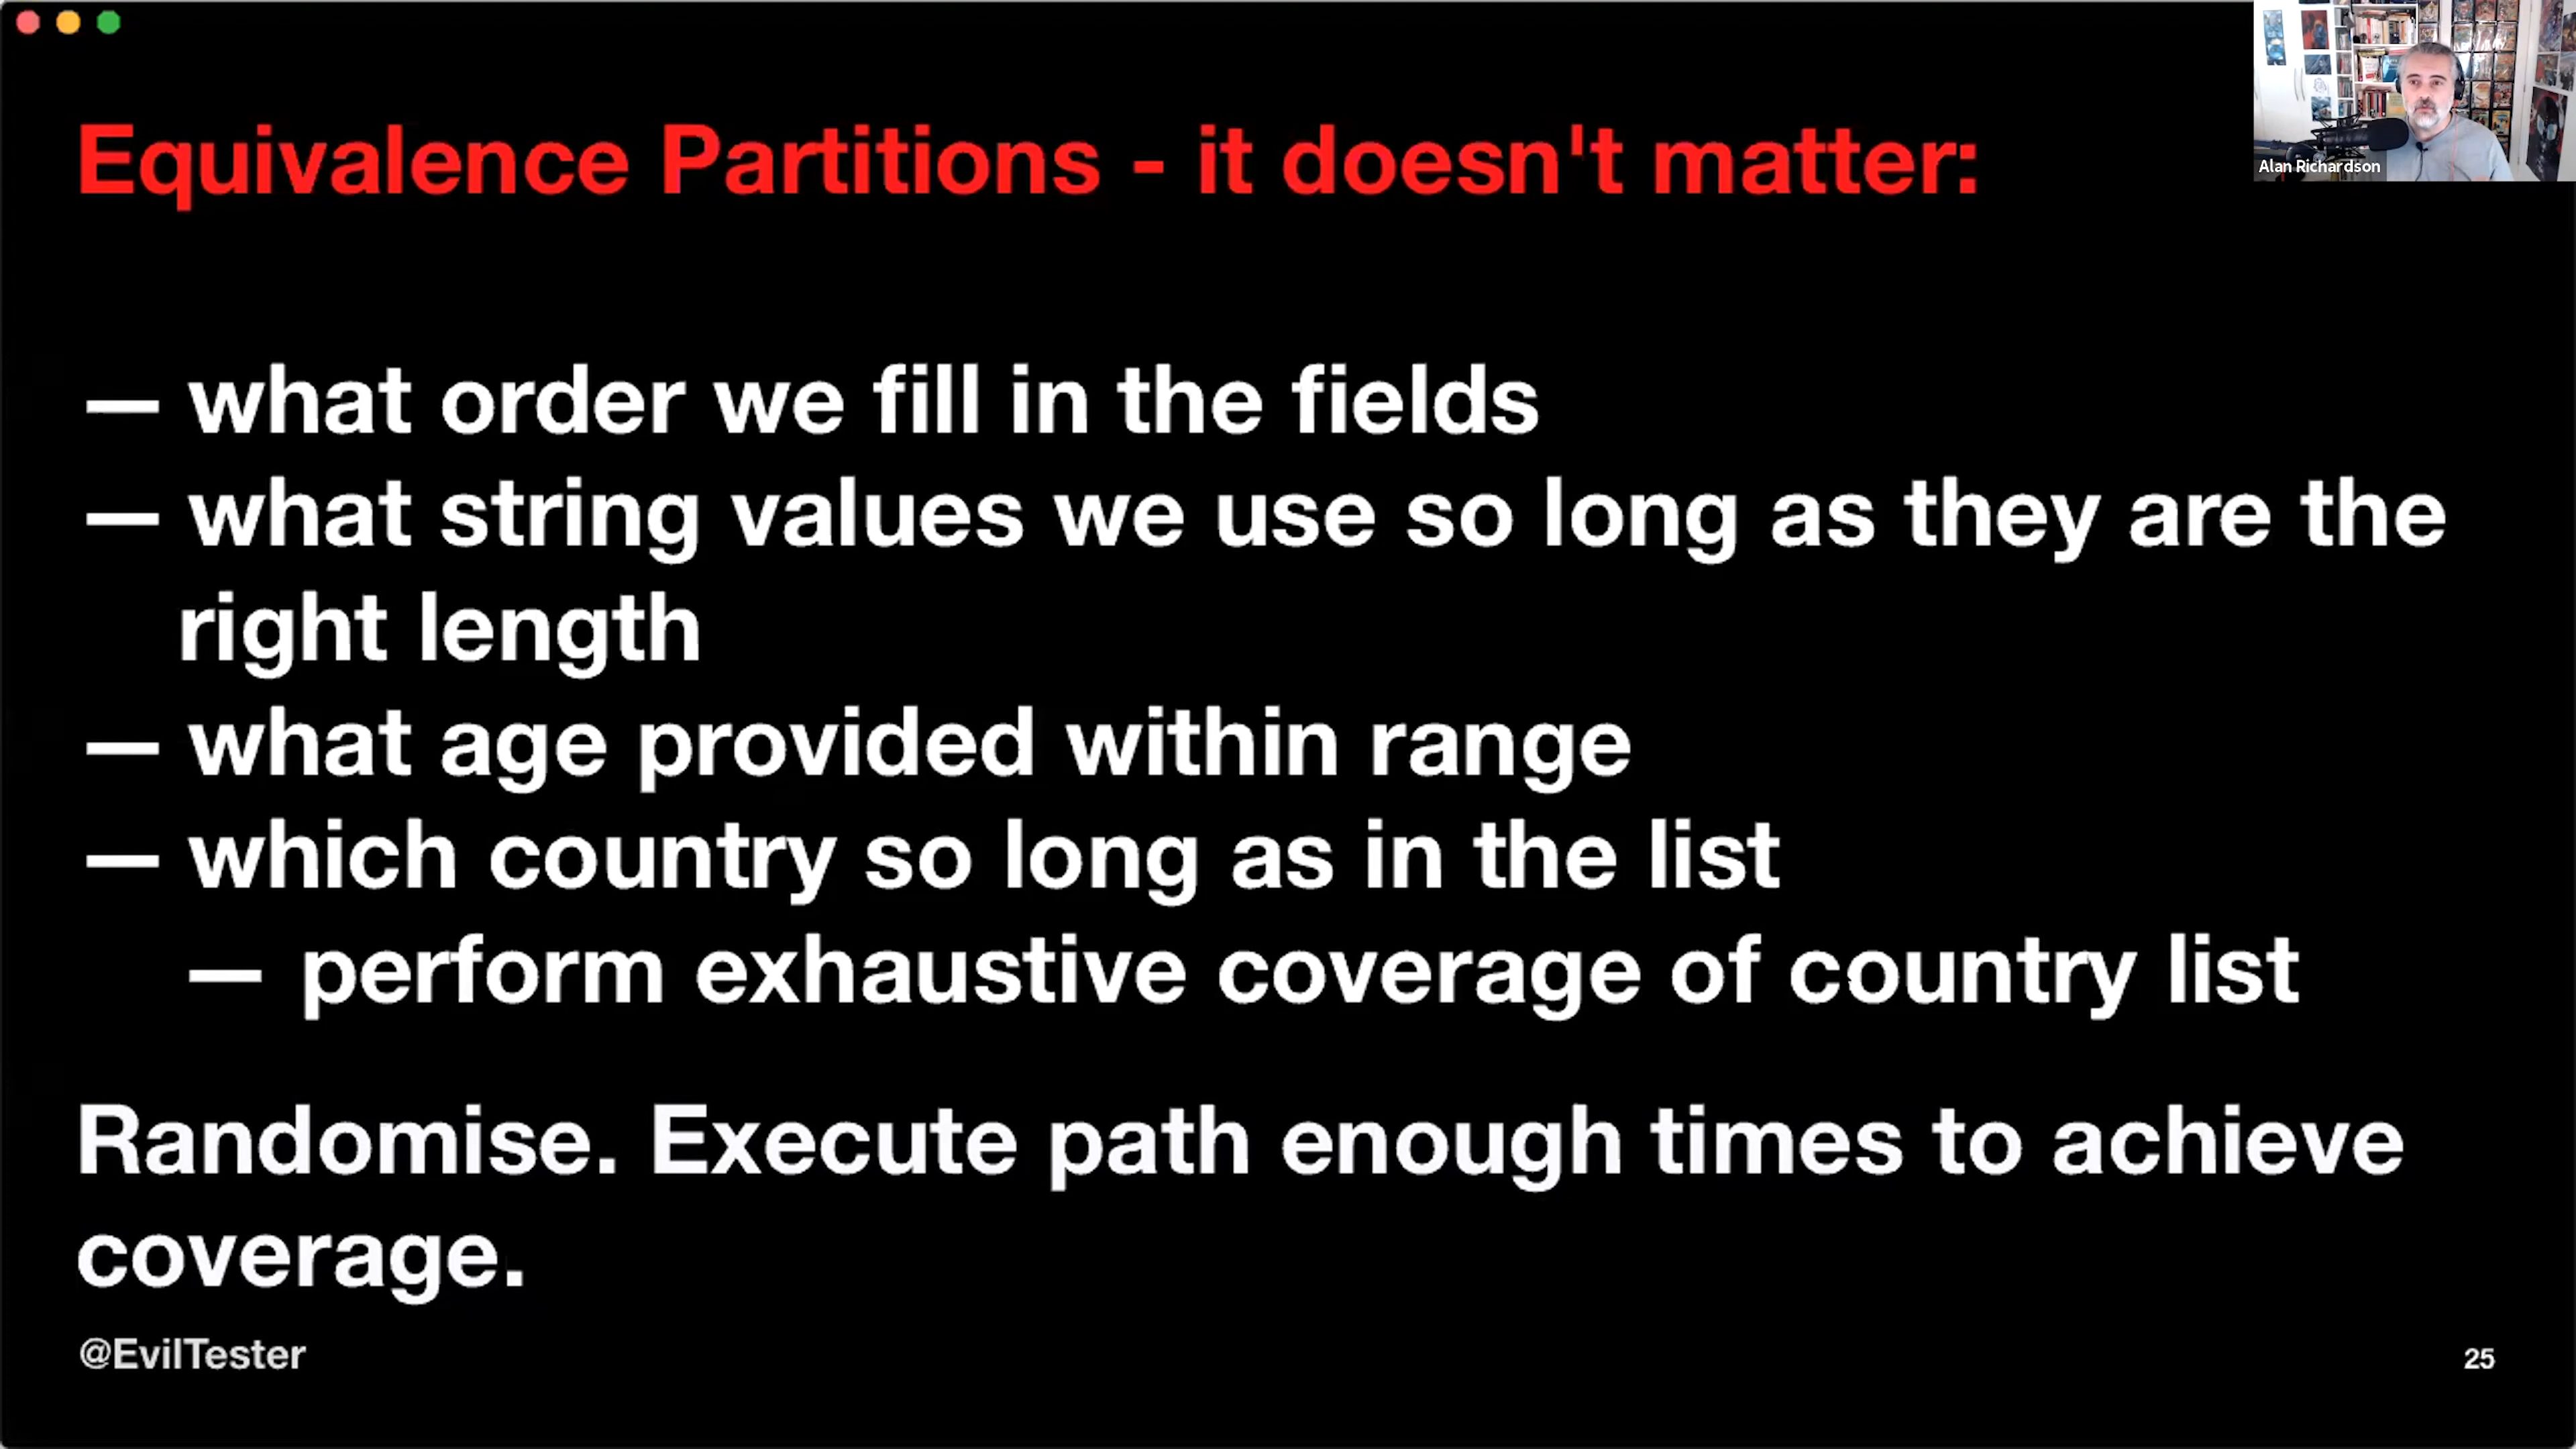 Equivalence Partitions - it doesn't matter:
Alan Richardson
— what order we fill in the fields
— what string values we use so long as they are the
right length
— what age provided within range
— which country so long as in the list
— perform exhaustive coverage of country list
Randomise. Execute path enough times to achieve
coverage.
@EvilTester
25